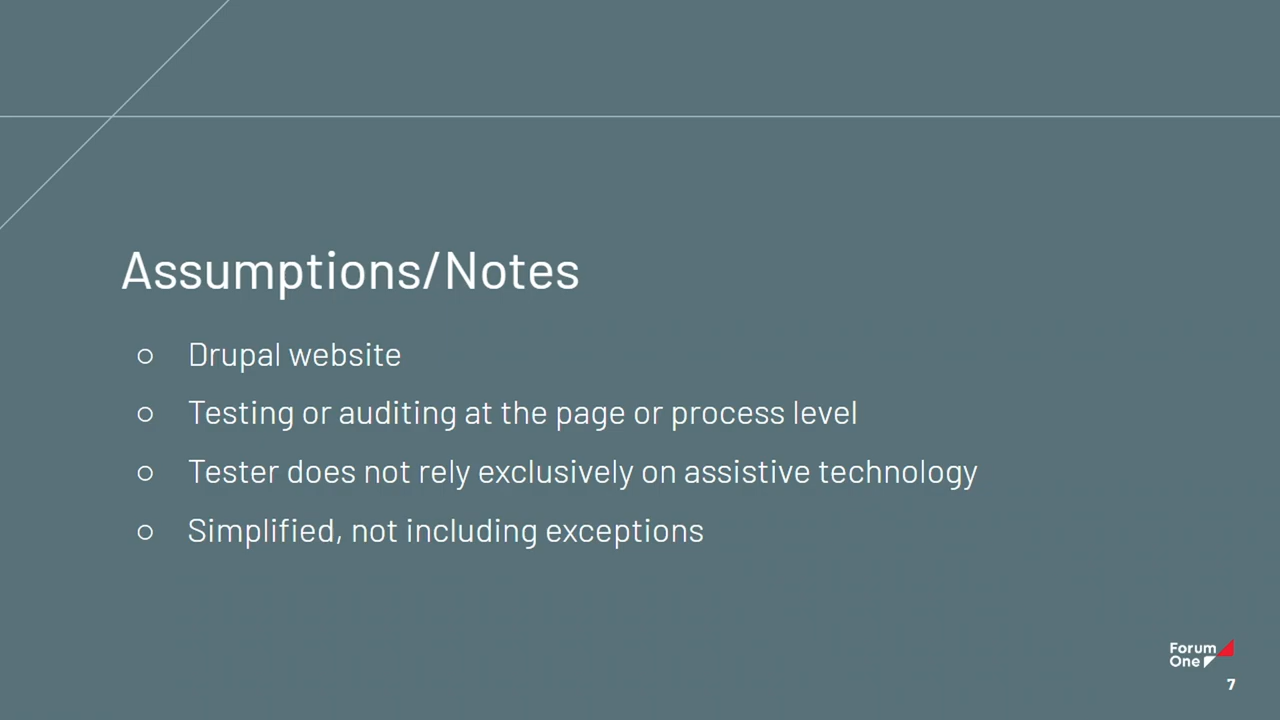 Assumptions/Notes
○ Drupal website
○ Testing or auditing at the page or process level
○ Tester does not rely exclusively on assistive technology
○ Simplified, not including exceptions
Forum
One
7